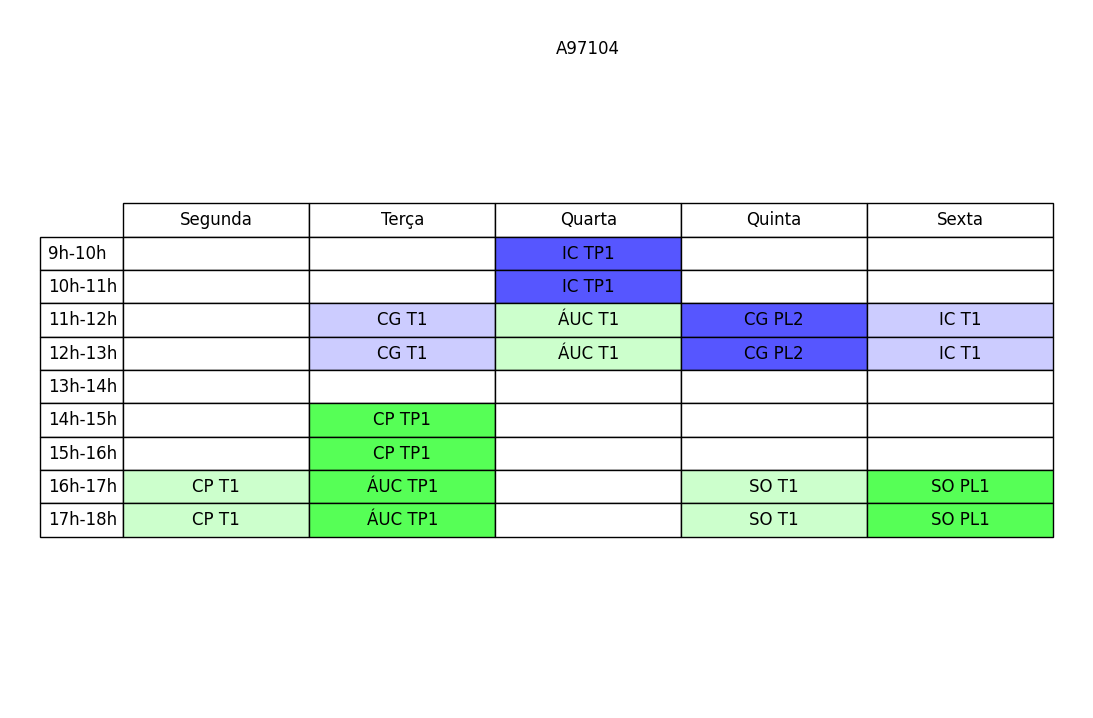 A97104
Segunda Terça Quarta Quinta Sexta
9h-10h IC TP1
10h-11h IC TP1
11h-12h CG T1 ÁUC T1 CG PL2 IC T1
12h-13h CG T1 ÁUC T1 CG PL2 IC T1
13h-14h
14h-15h CP TP1
15h-16h CP TP1
16h-17h CP T1 ÁUC TP1 SO T1 SO PL1
17h-18h CP T1 ÁUC TP1 SO T1 SO PL1